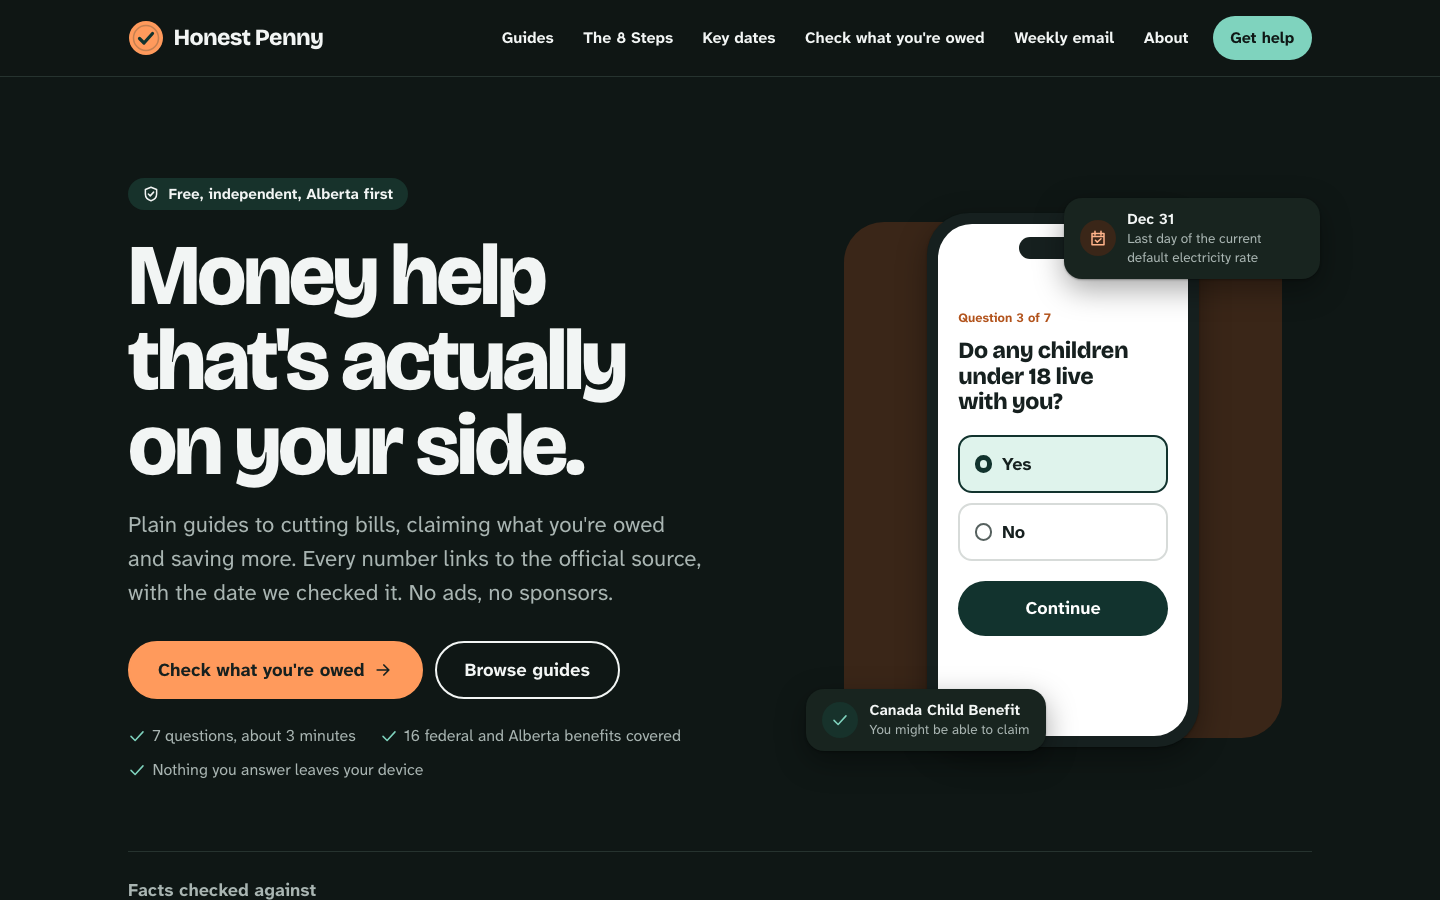 Honest Penny
Guides
The 8 Steps
Key dates
Check what you're owed
Weekly email
About
Get help
Free, independent, Alberta first
Money help
that's actually
on your side.
Plain guides to cutting bills, claiming what you're owed
and saving more. Every number links to the official source,
with the date we checked it. No ads, no sponsors.
Check what you're owed
Browse guides
7 questions, about 3 minutes
16 federal and Alberta benefits covered
Nothing you answer leaves your device
Dec 31
Last day of the current
default electricity rate
Question 3 of 7
Do any children
under 18 live
with you?
Yes
No
Continue
Canada Child Benefit
You might be able to claim
Facts checked against